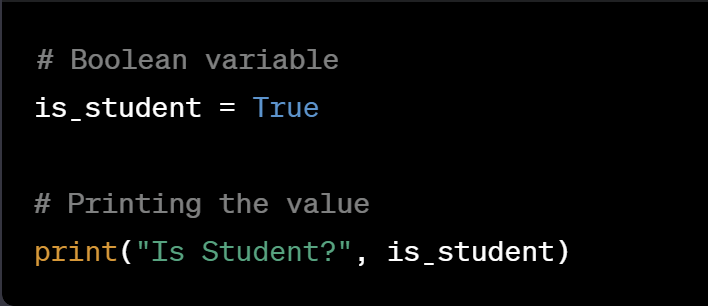 # Boolean variable
is_student = True
# Printing the value
print("Is Student?", is_student)